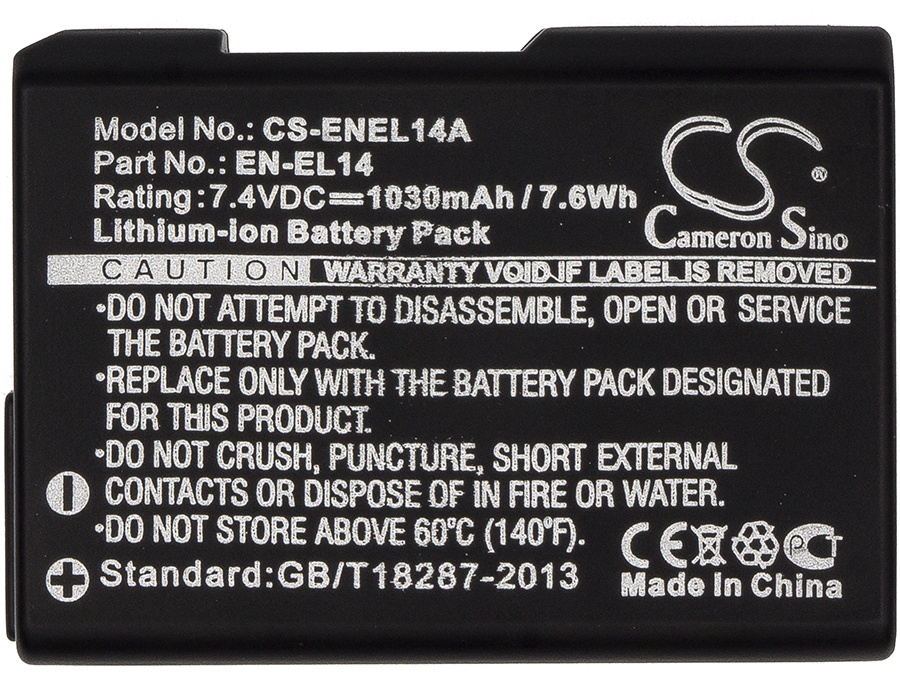 Model No.: CS-ENEL14A
Part No.: EN-EL14
Rating: 7.4VDC⎓1030mAh / 7.6Wh
Lithium-ion Battery Pack
CS®
Cameron Sino
CAUTION WARRANTY VOID IF LABEL IS REMOVED
•DO NOT ATTEMPT TO DISASSEMBLE, OPEN OR SERVICE
THE BATTERY PACK.
•REPLACE ONLY WITH THE BATTERY PACK DESIGNATED
FOR THIS PRODUCT.
•DO NOT CRUSH, PUNCTURE, SHORT EXTERNAL
CONTACTS OR DISPOSE OF IN FIRE OR WATER.
•DO NOT STORE ABOVE 60°C (140°F).
Standard:GB/T18287-2013
CE PCT
Made In China